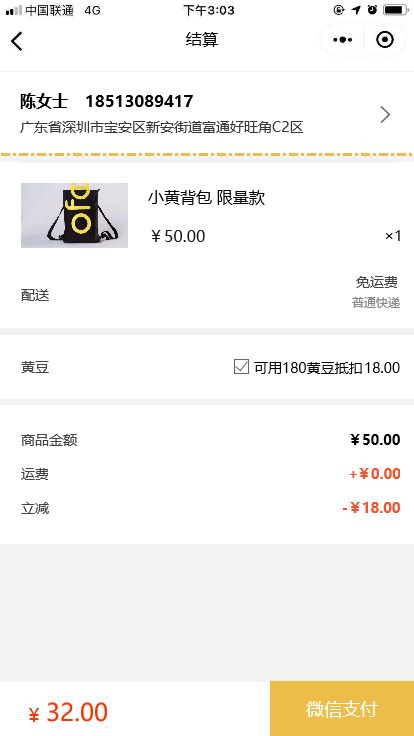 中国联通 4G 下午3:03
结算
陈女士 18513089417
广东省深圳市宝安区新安街道富通好旺角C2区
ofo
小黄背包 限量款
￥50.00 ×1
配送 免运费
普通快递
黄豆 可用180黄豆抵扣18.00
商品金额 ￥50.00
运费 +￥0.00
立减 -￥18.00
￥32.00 微信支付